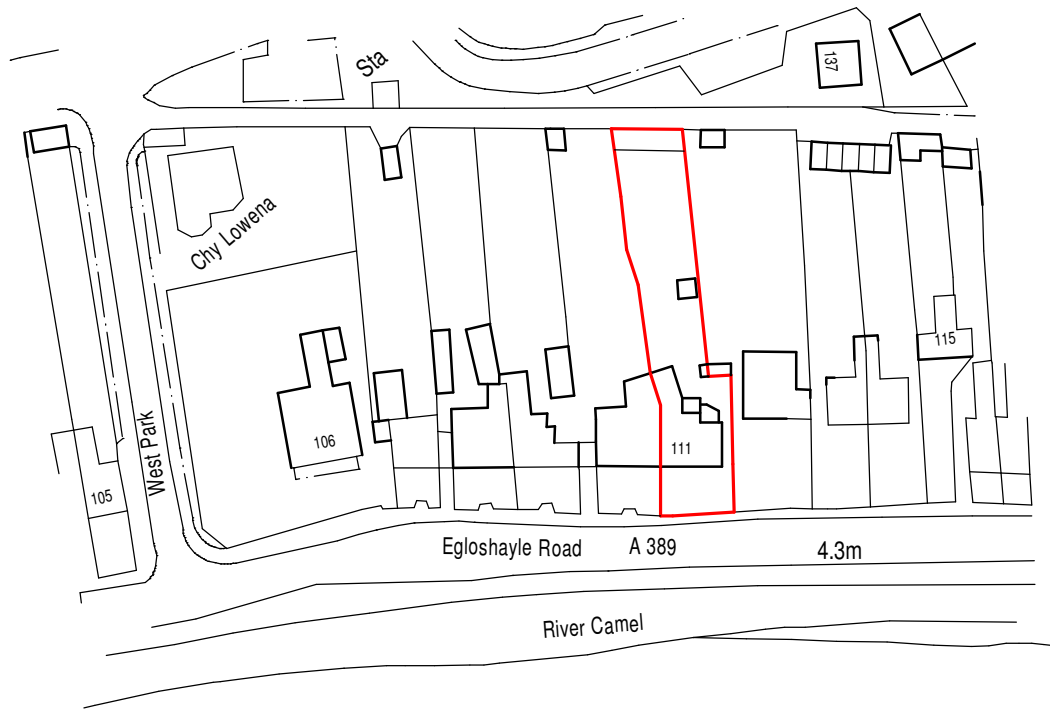 Sta
137
Chy Lowena
115
106
111
West Park
105
Egloshayle Road
A 389
4.3m
River Camel